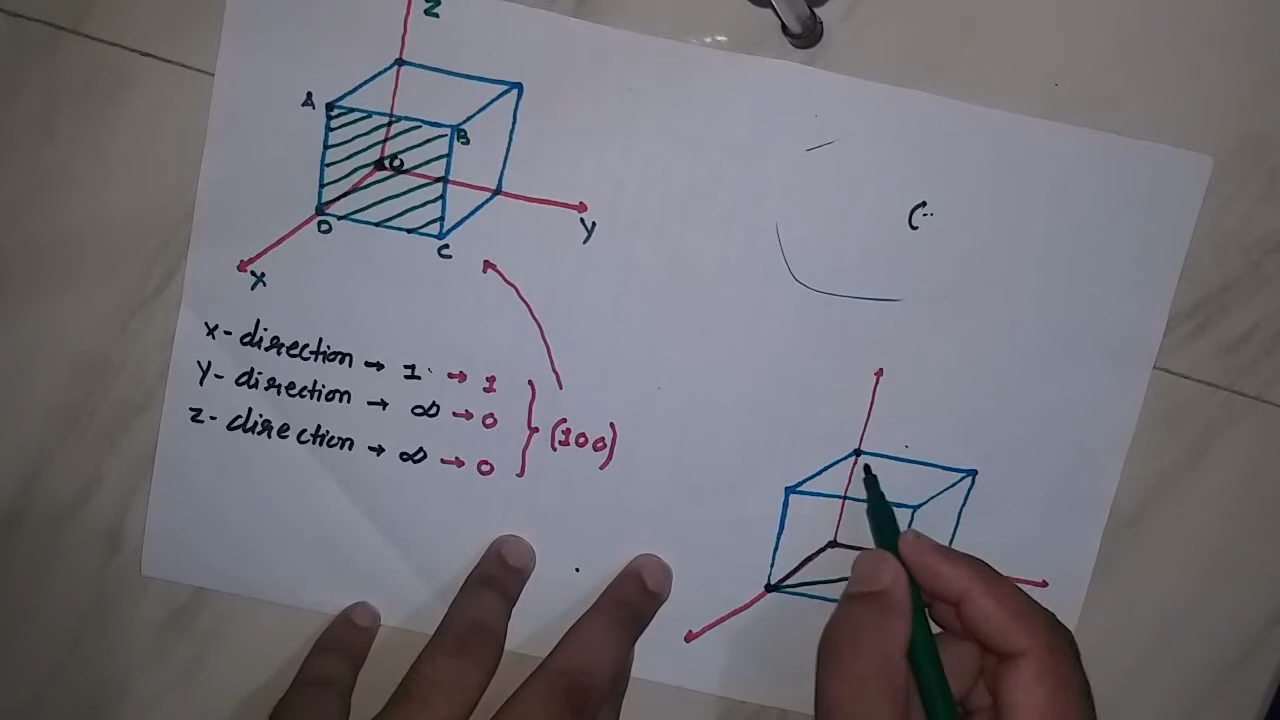 Z
A
B
O
Y
D
C
X
X- direction → 1 → 1
Y- direction → ∞ → 0
Z- direction → ∞ → 0
} (100)
(